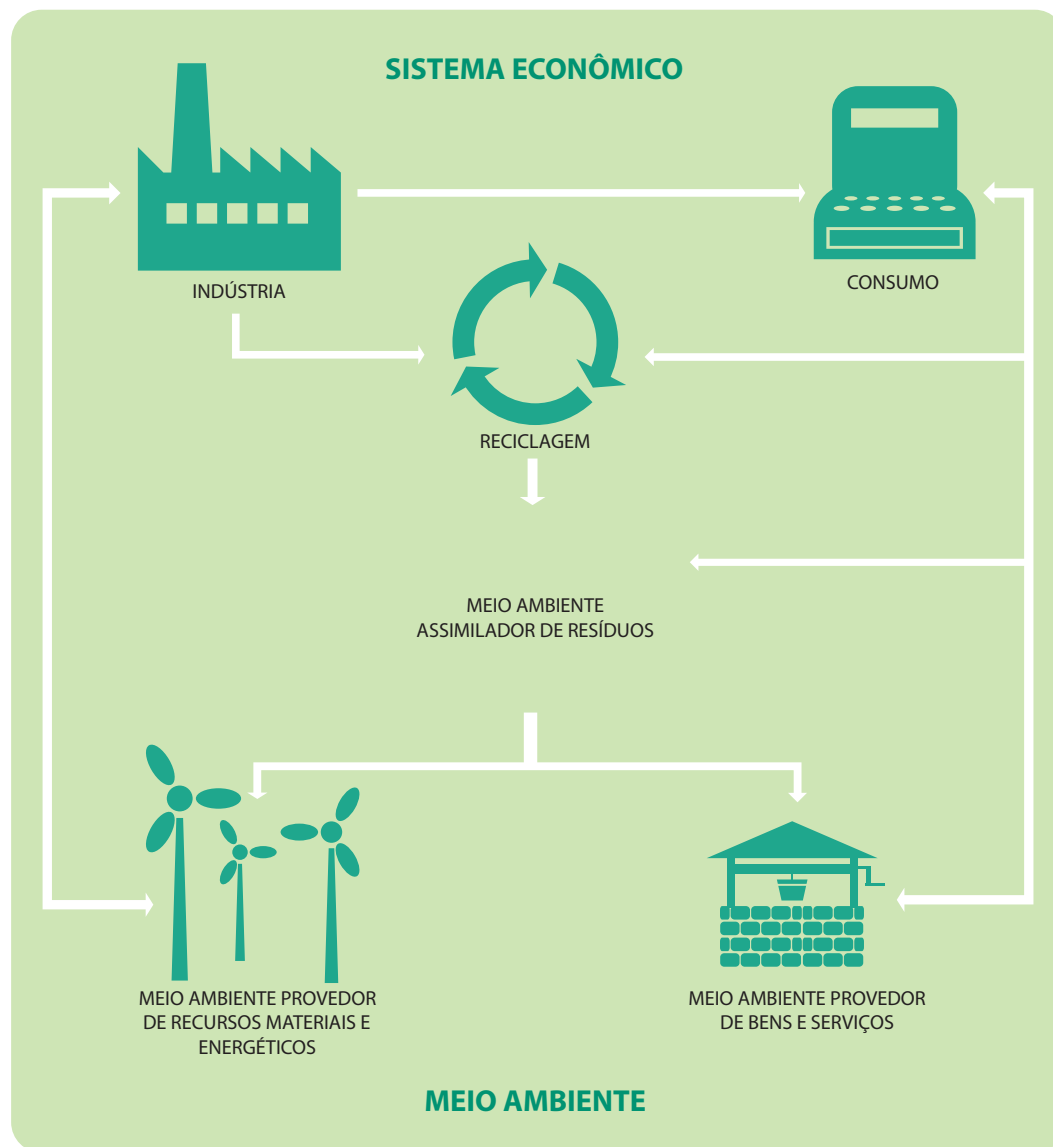 SISTEMA ECONÔMICO
INDÚSTRIA
CONSUMO
RECICLAGEM
MEIO AMBIENTE
ASSIMILADOR DE RESÍDUOS
MEIO AMBIENTE PROVEDOR
DE RECURSOS MATERIAIS E
ENERGÉTICOS
MEIO AMBIENTE PROVEDOR
DE BENS E SERVIÇOS
MEIO AMBIENTE